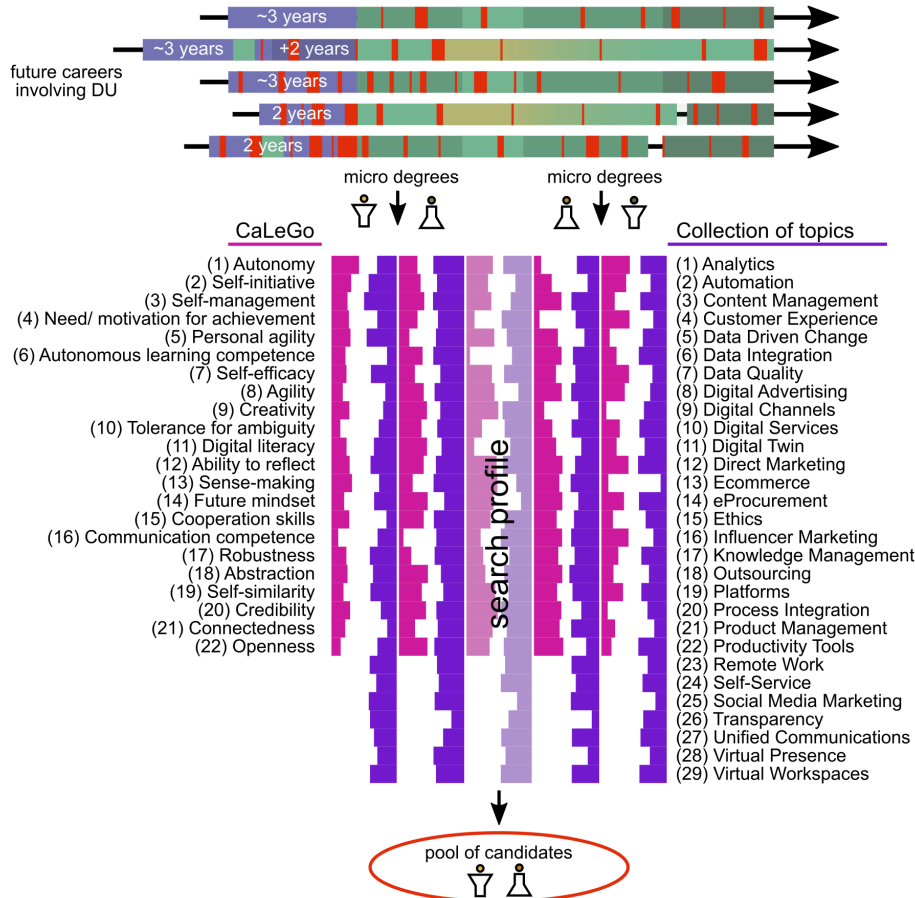 ~3 years
~3 years
+2 years
future careers
involving DU
~3 years
2 years
2 years
micro degrees
micro degrees
CaLeGo
(1) Autonomy
(2) Self-initiative
(3) Self-management
(4) Need/ motivation for achievement
(5) Personal agility
(6) Autonomous learning competence
(7) Self-efficacy
(8) Agility
(9) Creativity
(10) Tolerance for ambiguity
(11) Digital literacy
(12) Ability to reflect
(13) Sense-making
(14) Future mindset
(15) Cooperation skills
(16) Communication competence
(17) Robustness
(18) Abstraction
(19) Self-similarity
(20) Credibility
(21) Connectedness
(22) Openness
search profile
Collection of topics
(1) Analytics
(2) Automation
(3) Content Management
(4) Customer Experience
(5) Data Driven Change
(6) Data Integration
(7) Data Quality
(8) Digital Advertising
(9) Digital Channels
(10) Digital Services
(11) Digital Twin
(12) Direct Marketing
(13) Ecommerce
(14) eProcurement
(15) Ethics
(16) Influencer Marketing
(17) Knowledge Management
(18) Outsourcing
(19) Platforms
(20) Process Integration
(21) Product Management
(22) Productivity Tools
(23) Remote Work
(24) Self-Service
(25) Social Media Marketing
(26) Transparency
(27) Unified Communications
(28) Virtual Presence
(29) Virtual Workspaces
pool of candidates